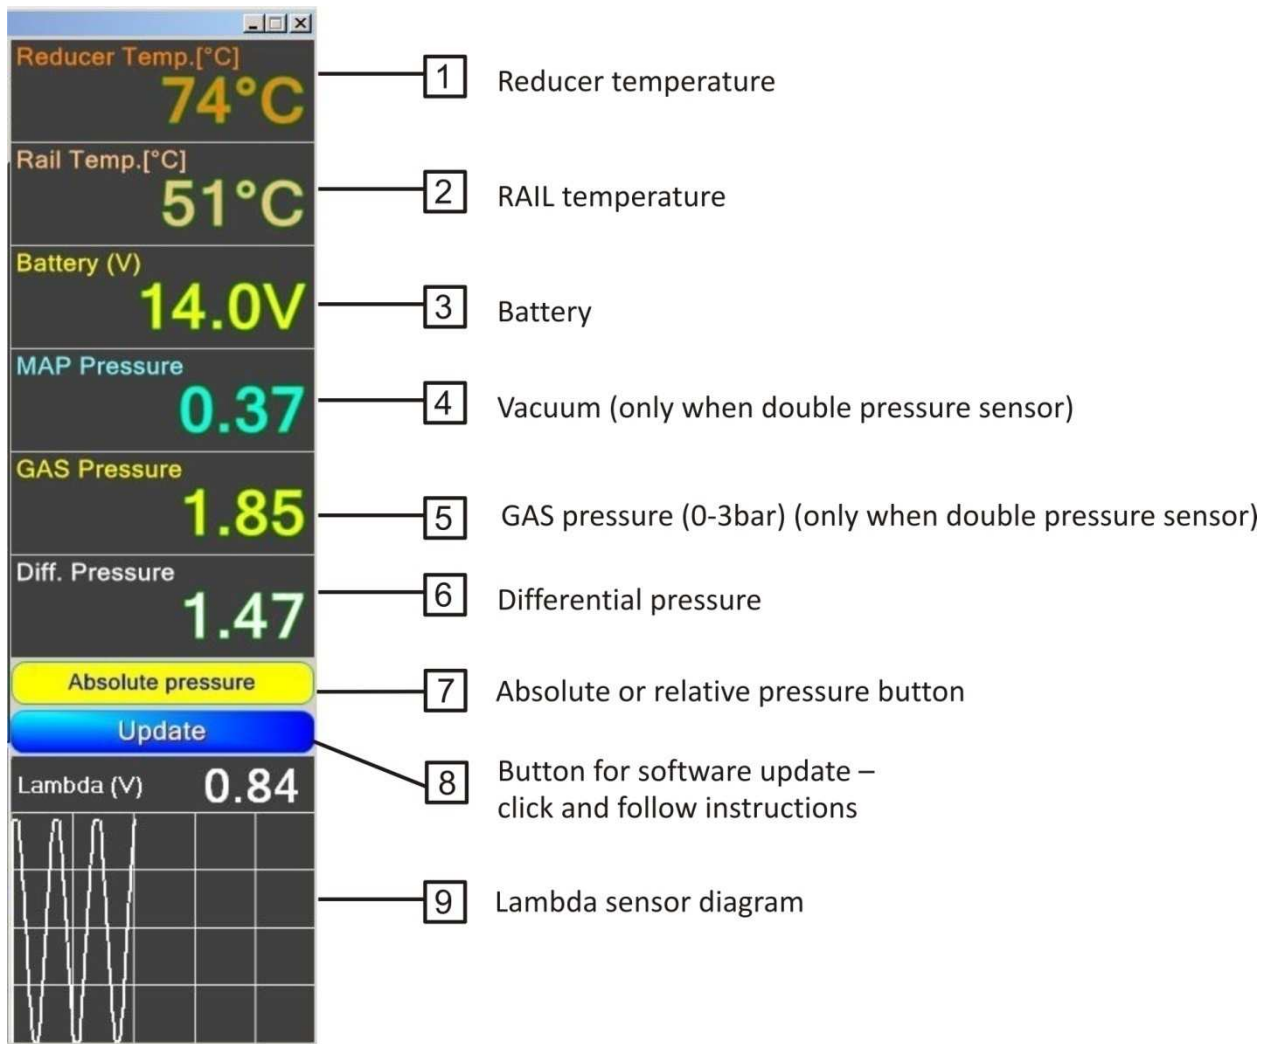 Reducer Temp.[°C]
74°C
1 Reducer temperature
Rail Temp.[°C]
51°C
2 RAIL temperature
Battery (V)
14.0V
3 Battery
MAP Pressure
0.37
4 Vacuum (only when double pressure sensor)
GAS Pressure
1.85
5 GAS pressure (0-3bar) (only when double pressure sensor)
Diff. Pressure
1.47
6 Differential pressure
Absolute pressure
7 Absolute or relative pressure button
Update
8 Button for software update –
click and follow instructions
Lambda (V) 0.84
9 Lambda sensor diagram